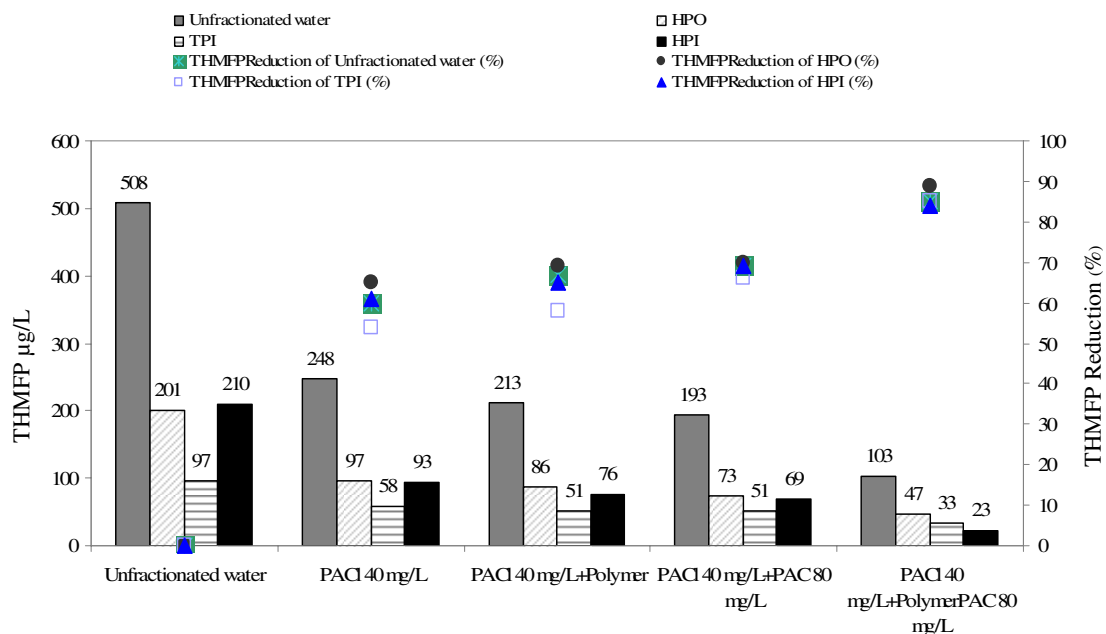 Unfractionated water
HPO
TPI
HPI
THMFPReduction of Unfractionated water (%)
THMFPReduction of HPO (%)
THMFPReduction of TPI (%)
THMFPReduction of HPI (%)
THMFP µg/L
600
500
400
300
200
100
0
508
201
97
210
248
97
58
93
213
86
51
76
193
73
51
69
103
47
33
23
100
90
80
70
60
50
40
30
20
10
0
THMFP Reduction (%)
Unfractionated water
PACl 40 mg/L
PACl 40 mg/L+Polymer
PACl 40 mg/L+PAC 80
mg/L
PACl 40
mg/L+PolymerPAC 80
mg/L